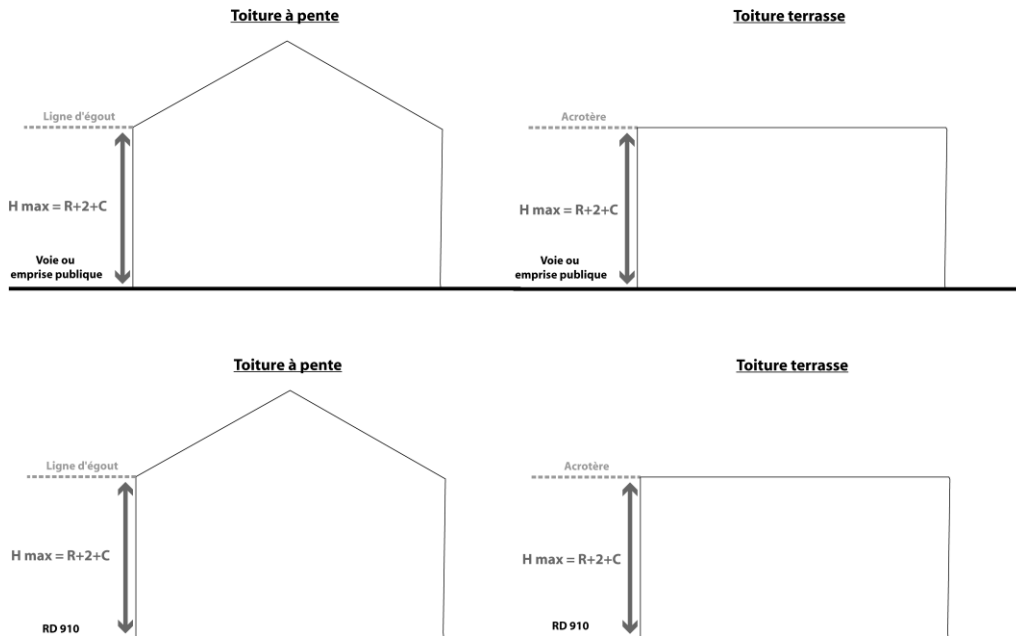 Toiture à pente
Toiture terrasse
Ligne d'égout
Acrotère
H max = R+2+C
H max = R+2+C
Voie ou
emprise publique
Voie ou
emprise publique
Toiture à pente
Toiture terrasse
Ligne d'égout
Acrotère
H max = R+2+C
H max = R+2+C
RD 910
RD 910